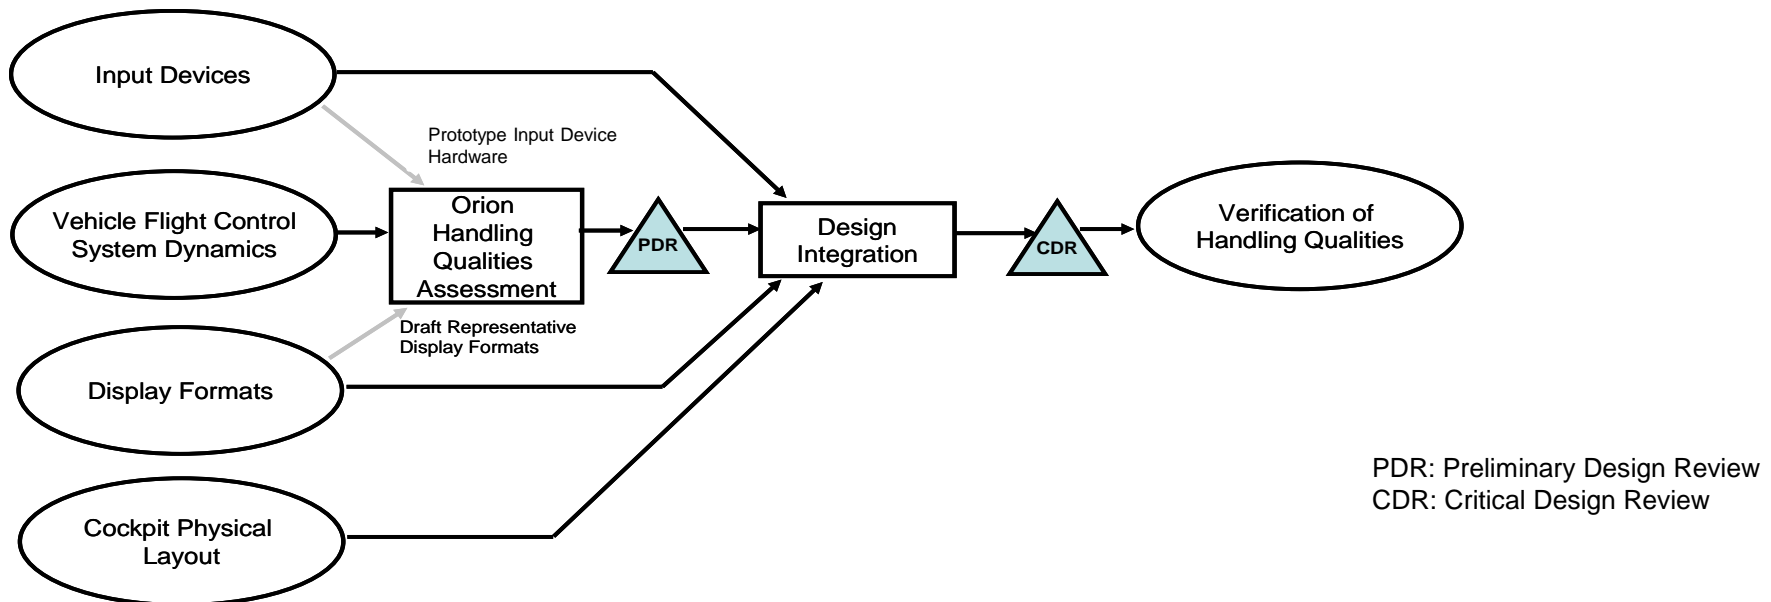 Input Devices
Prototype Input Device
Hardware
Vehicle Flight Control
System Dynamics
Orion
Handling
Qualities
Assessment
PDR
Design
Integration
CDR
Verification of
Handling Qualities
Draft Representative
Display Formats
Display Formats
Cockpit Physical
Layout
PDR: Preliminary Design Review
CDR: Critical Design Review